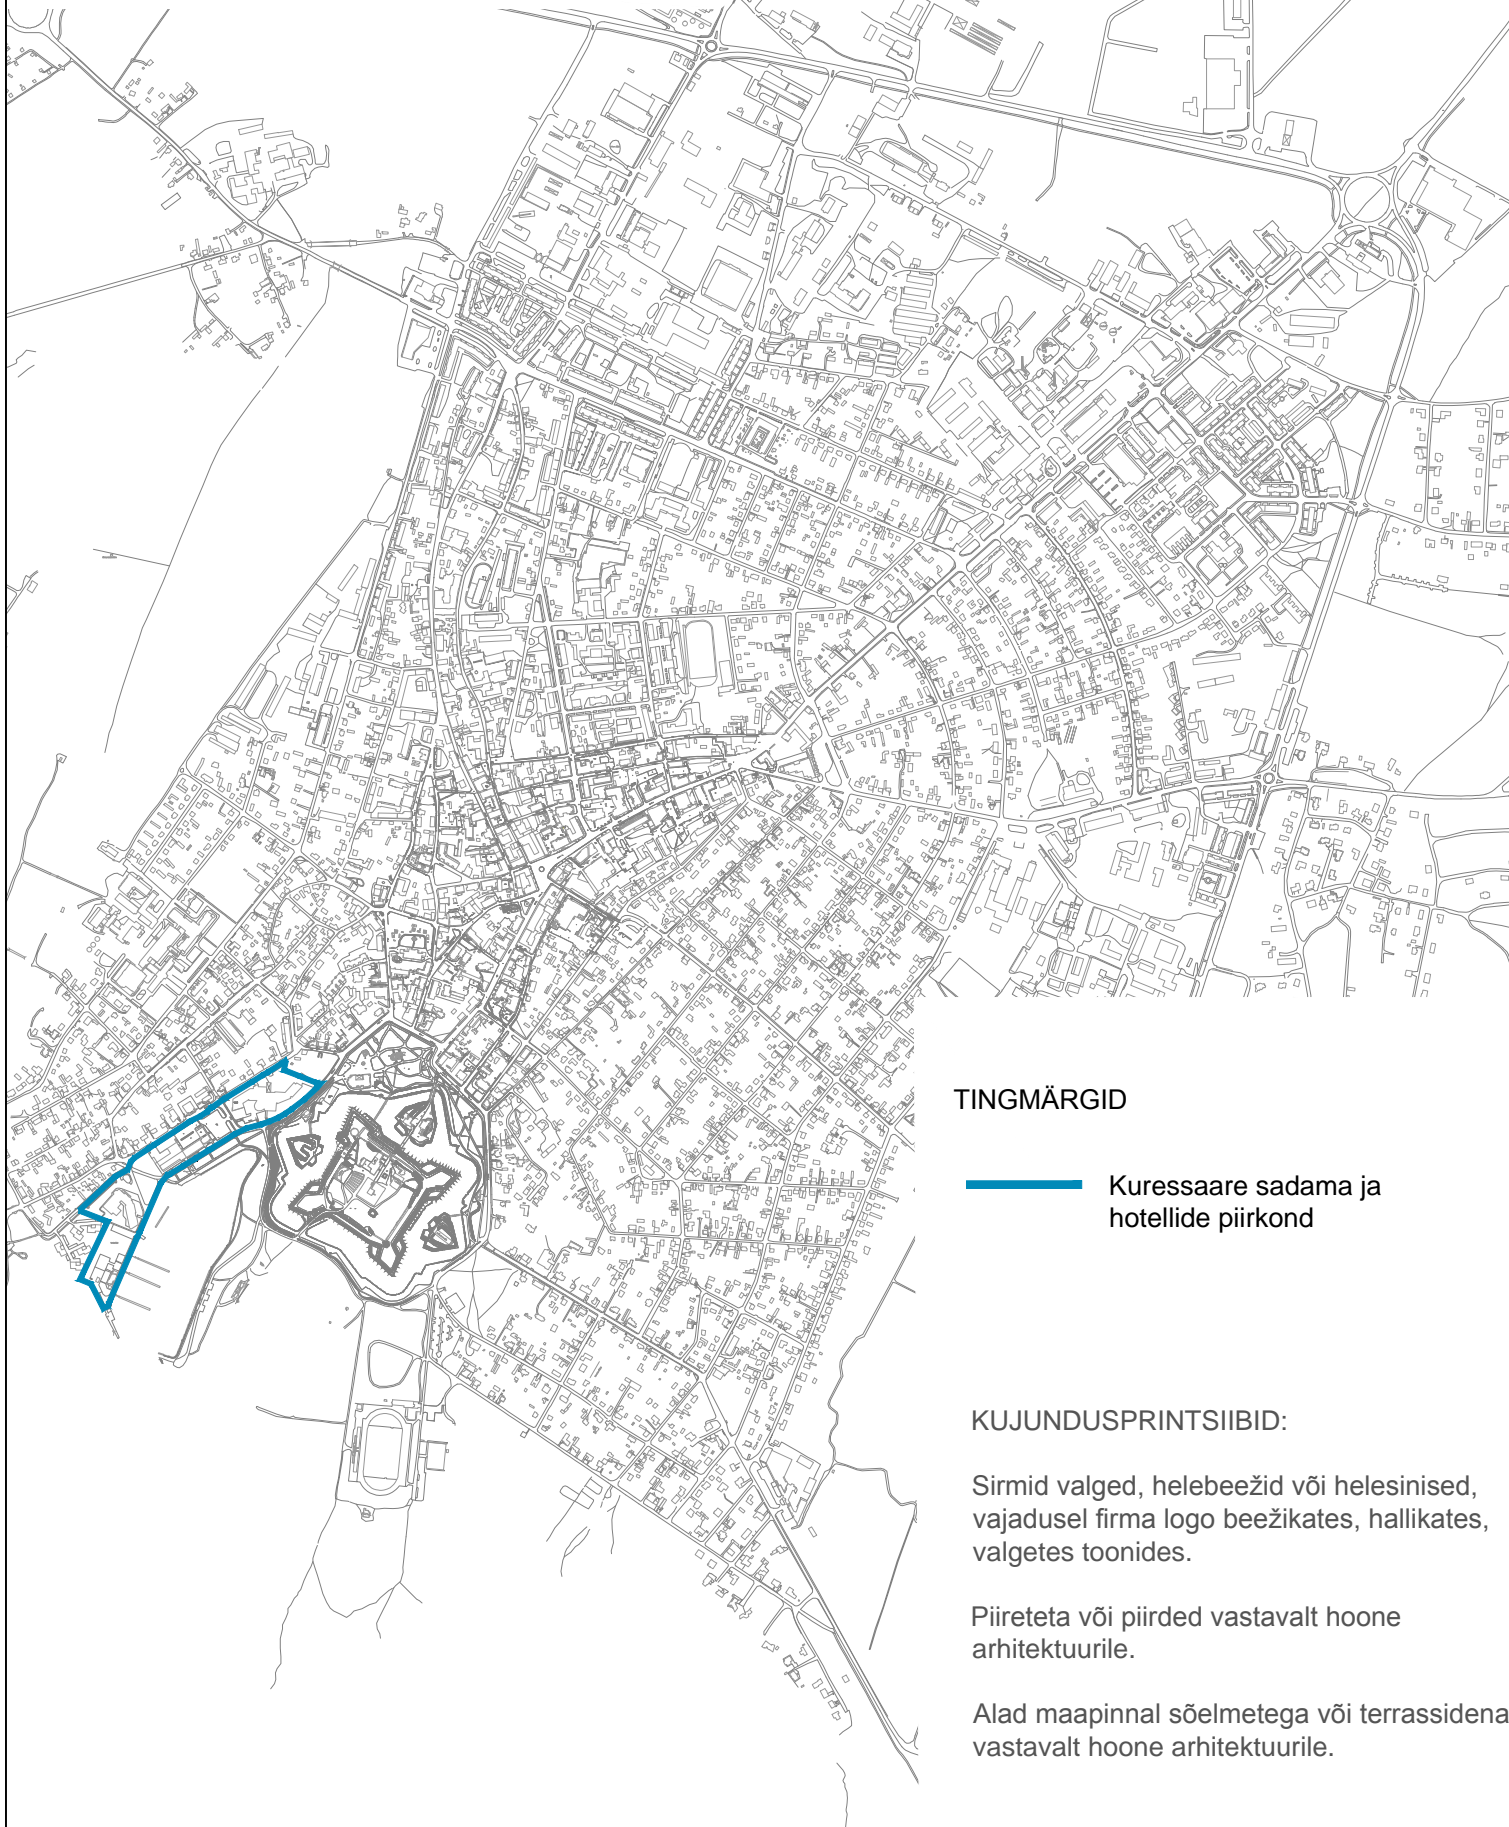 TINGMÄRGID
Kuressaare sadama ja
hotellide piirkond
KUJUNDUSPRINTSIIBID:
Sirmid valged, helebeežid või helesinised,
vajadusel firma logo beežikates, hallikates,
valgetes toonides.
Piireteta või piirded vastavalt hoone
arhitektuurile.
Alad maapinnal sõelmetega või terrassidena
vastavalt hoone arhitektuurile.